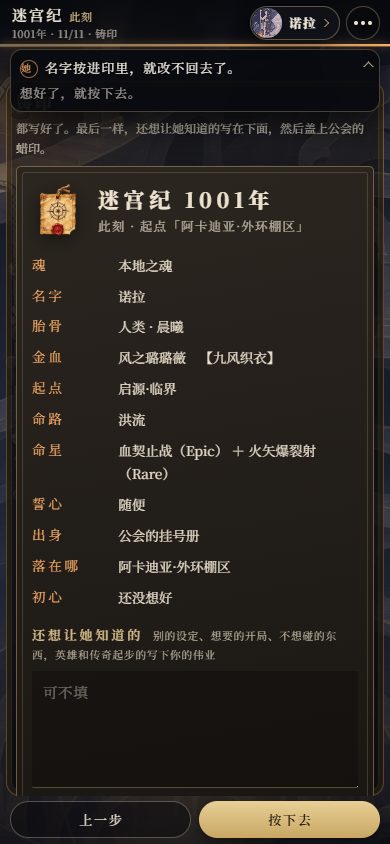 迷宫纪 此刻
1001年 · 11/11 · 铸印
诺拉
她 名字按进印里，就改不回去了。
想好了，就按下去。
都写好了。最后一样，还想让她知道的写在下面，然后盖上公会的
蜡印。
迷宫纪 1001年
此刻 · 起点「阿卡迪亚·外环棚区」
魂 本地之魂
名字 诺拉
胎骨 人类 · 晨曦
金血 风之璐璐薇 【九风织衣】
起点 启源·临界
命路 洪流
命星 血契止战（Epic） ＋ 火矢爆裂射
（Rare）
誓心 随便
出身 公会的挂号册
落在哪 阿卡迪亚·外环棚区
初心 还没想好
还想让她知道的 别的设定、想要的开局、不想碰的东
西，英雄和传奇起步的写下你的伟业
可不填
上一步
按下去